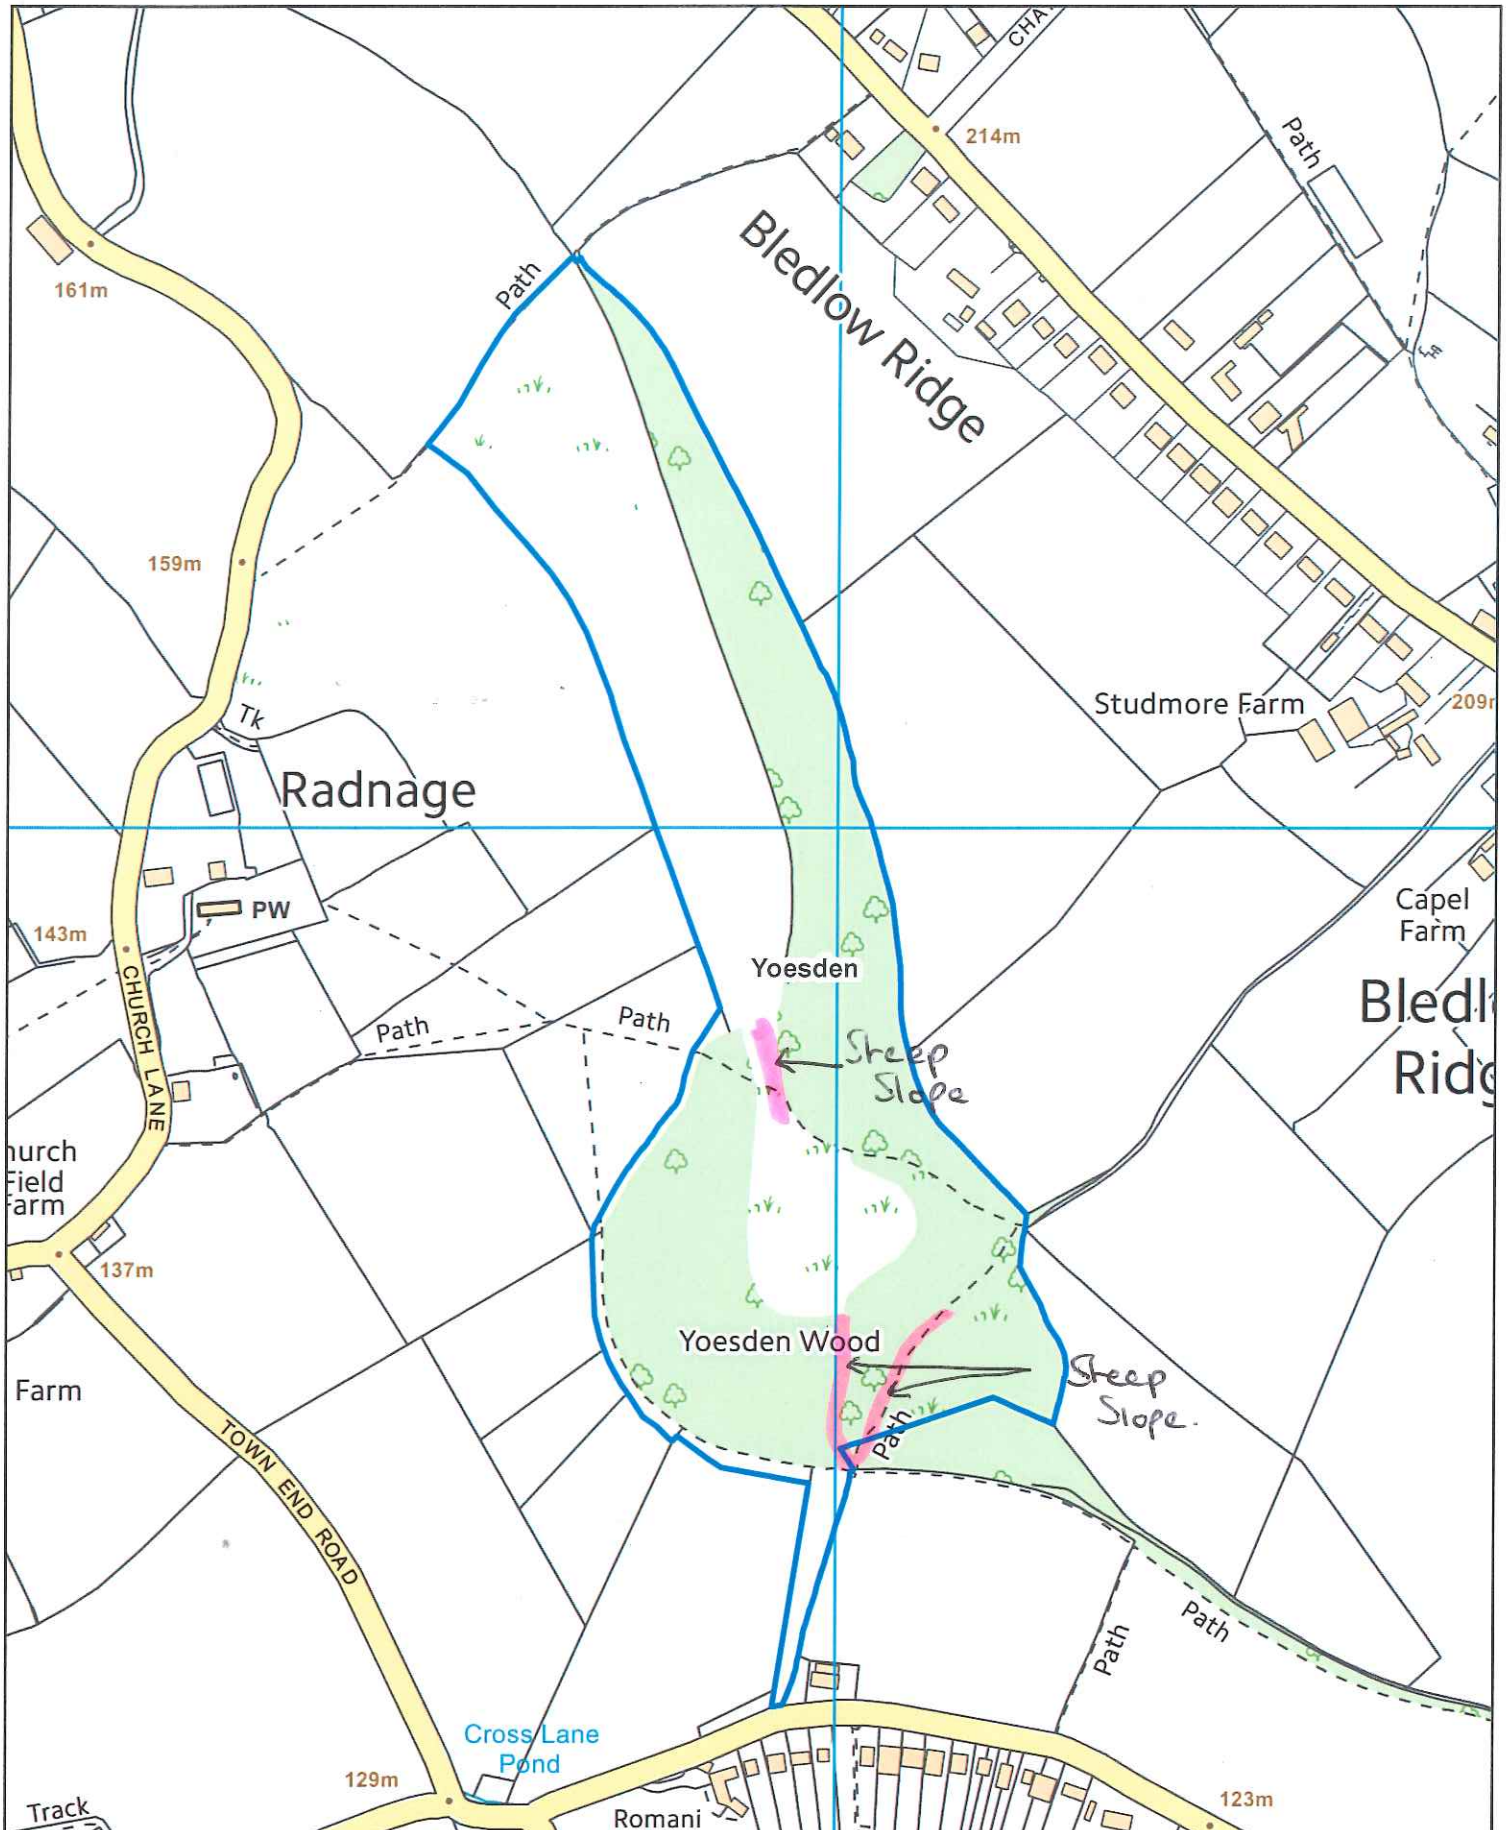 CHA
214m
Path
Bledlow Ridge
Path
161m
159m
Studmore Farm
209m
Tk
Radnage
Capel
Farm
PW
143m
CHURCH LANE
Yoesden
Bledl
Ridg
Path
Path
Steep
Slope
hurch
Field
Farm
137m
Yoesden Wood
Steep
Slope.
Farm
Path
TOWN END ROAD
Path
Path
Cross Lane
Pond
129m
123m
Track
Romani